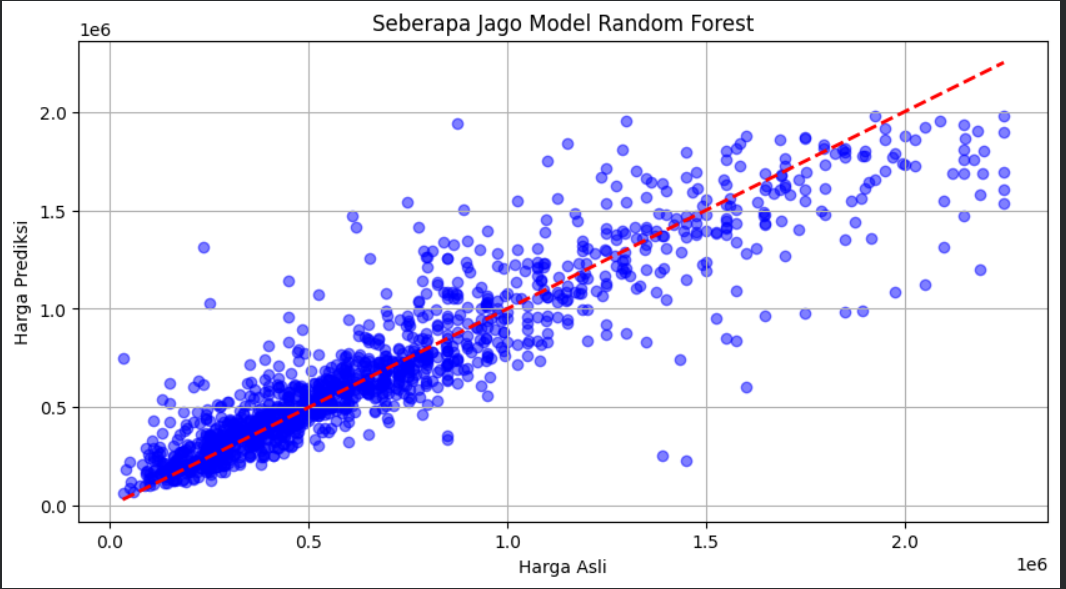 Seberapa Jago Model Random Forest
1e6
2.0
1.5
1.0
0.5
0.0
Harga Prediksi
0.0 0.5 1.0 1.5 2.0
1e6
Harga Asli